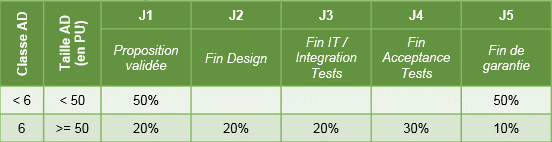 Classe AD
Taille AD
(en PU)
J1
J2
J3
J4
J5
Proposition
validée
Fin Design
Fin IT /
Integration
Tests
Fin
Acceptance
Tests
Fin de
garantie
< 6
< 50
50%
50%
6
>= 50
20%
20%
20%
30%
10%